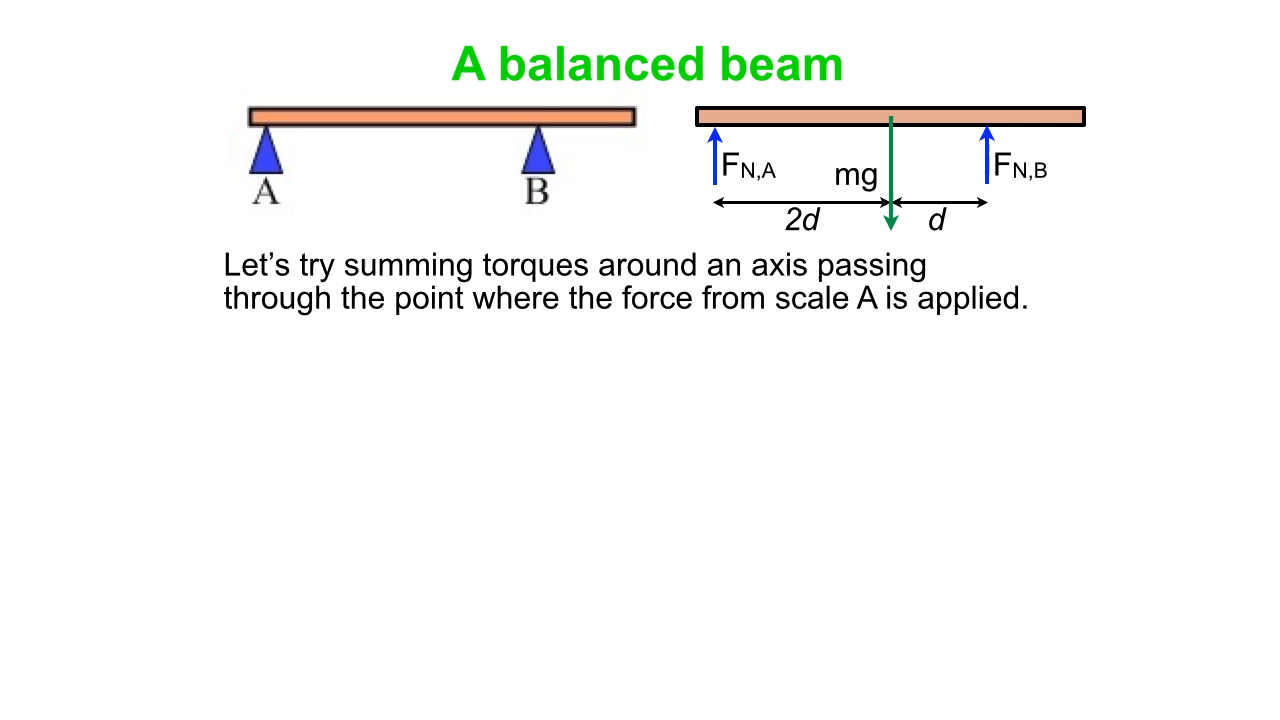 A balanced beam
A
B
FN,A
mg
FN,B
2d
d
Let’s try summing torques around an axis passing
through the point where the force from scale A is applied.